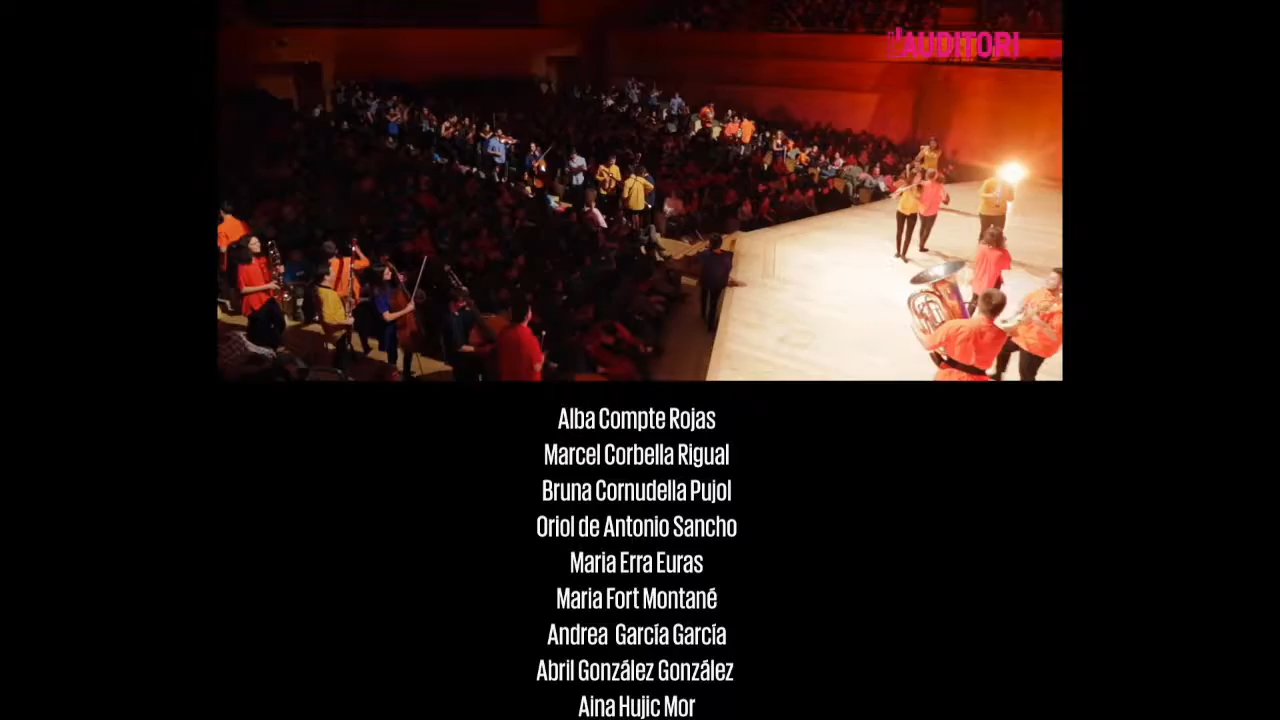 L'AUDITORI
Alba Compte Rojas
Marcel Corbella Rigual
Bruna Cornudella Pujol
Oriol de Antonio Sancho
Maria Erra Euras
Maria Fort Montané
Andrea García García
Abril González González
Aina Hujic Mor